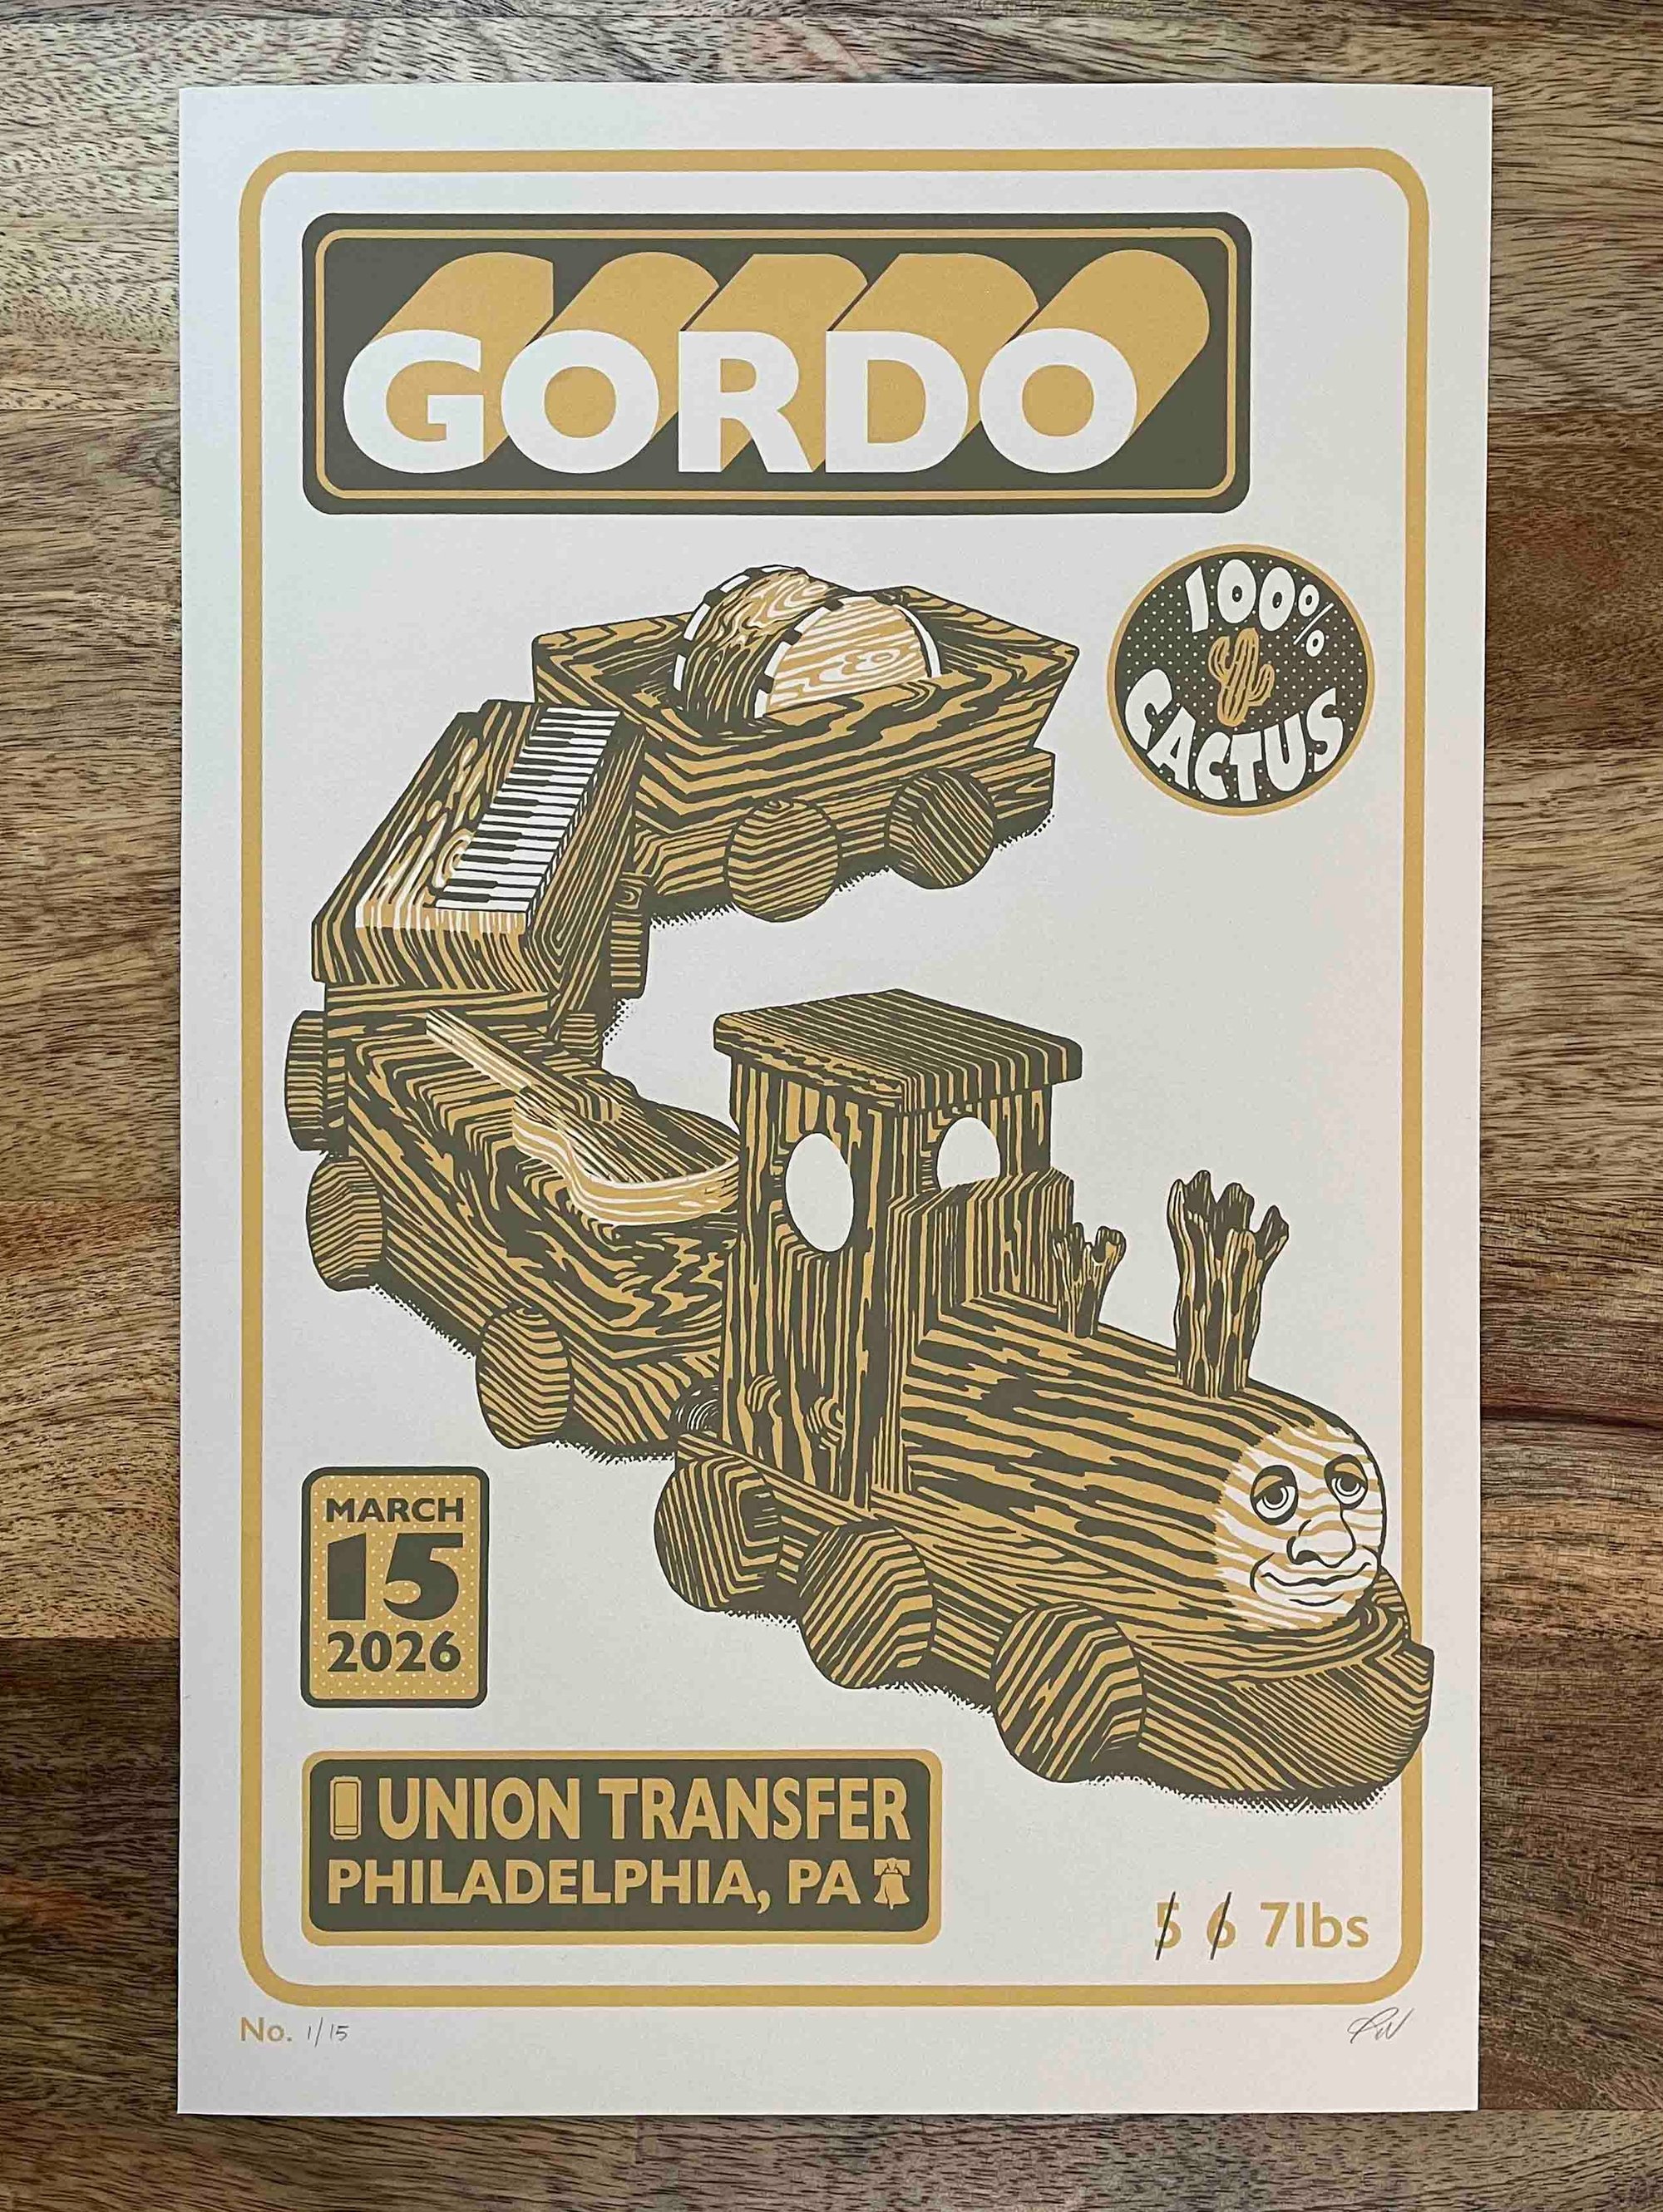 GORDO
100%
CACTUS
MARCH
15
2026
UNION TRANSFER
PHILADELPHIA, PA
5 6 7lbs
No. 1/15